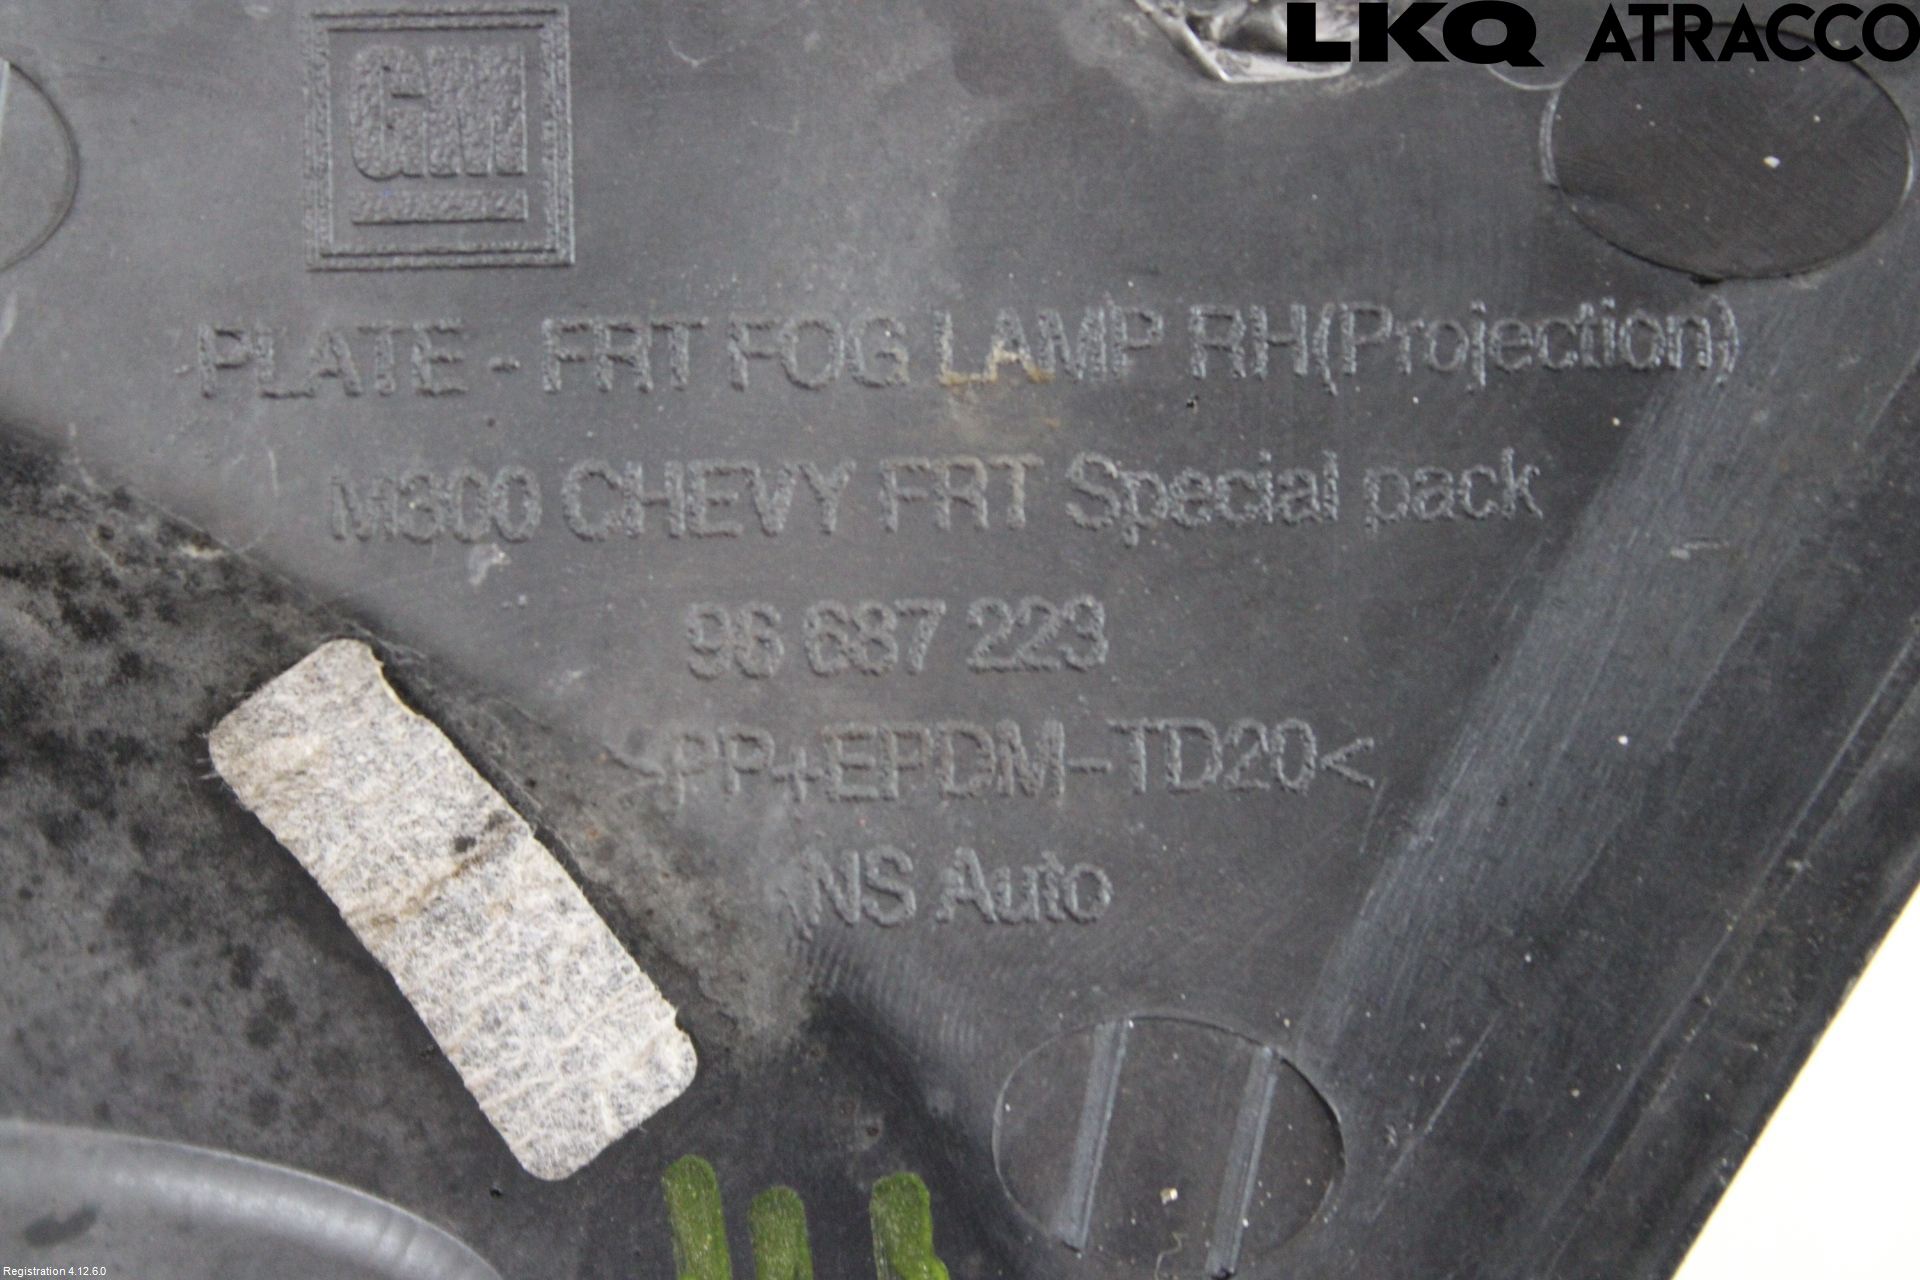 LKQ ATRACCO
GM
PLATE - FRT FOG LAMP RH(Projection)
M300 CHEVY FRT Special pack
96 687 223
>PP+EPDM-TD20<
NS Auto
Registration 4.12.6.0